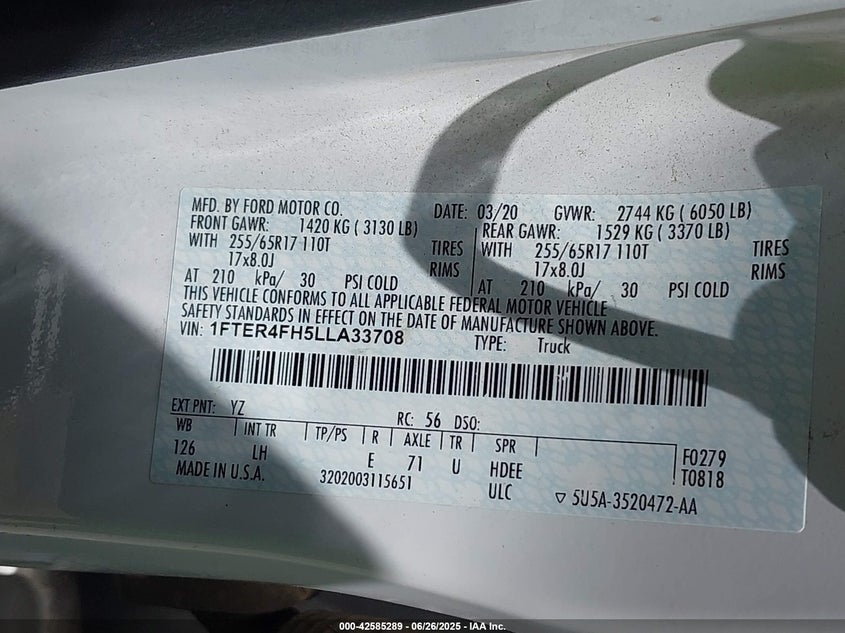 MFD. BY FORD MOTOR CO. DATE: 03/20 GVWR: 2744 KG ( 6050 LB)
FRONT GAWR: 1420 KG ( 3130 LB) REAR GAWR: 1529 KG ( 3370 LB)
WITH 255/65R17 110T TIRES WITH 255/65R17 110T TIRES
17x8.0J RIMS 17x8.0J RIMS
AT 210 kPa/ 30 PSI COLD AT 210 kPa/ 30 PSI COLD
THIS VEHICLE CONFORMS TO ALL APPLICABLE FEDERAL MOTOR VEHICLE
SAFETY STANDARDS IN EFFECT ON THE DATE OF MANUFACTURE SHOWN ABOVE.
VIN: 1FTER4FH5LLA33708 TYPE: Truck
EXT PNT: YZ RC: 56 DSO:
WB INT TR TP/PS R AXLE TR SPR F0279
126 LH E 71 U HDEE T0818
MADE IN U.S.A. 3202003115651 ULC ▽ 5U5A-3520472-AA
000-42585289 - 06/26/2025 - IAA Inc.